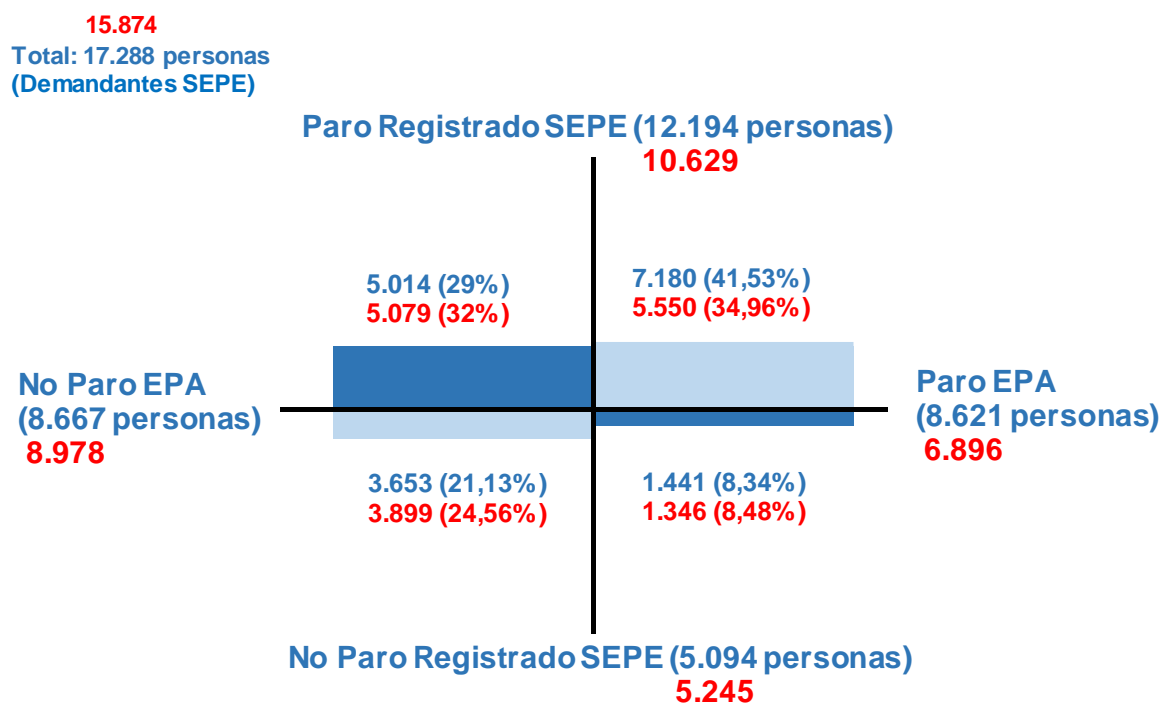 15.874
Total: 17.288 personas
(Demandantes SEPE)
Paro Registrado SEPE (12.194 personas)
10.629
5.014 (29%)
5.079 (32%)
7.180 (41,53%)
5.550 (34,96%)
No Paro EPA
(8.667 personas)
8.978
Paro EPA
(8.621 personas)
6.896
3.653 (21,13%)
3.899 (24,56%)
1.441 (8,34%)
1.346 (8,48%)
No Paro Registrado SEPE (5.094 personas)
5.245